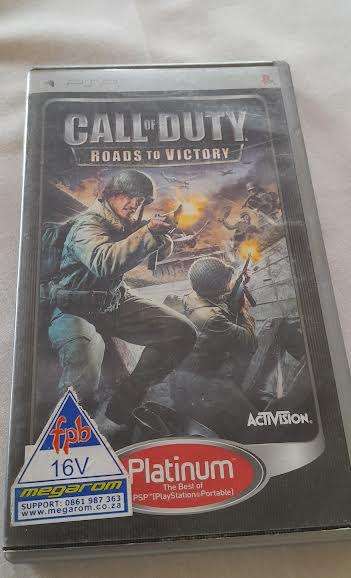 PSP
CALL OF DUTY
ROADS TO VICTORY
ACTIVISION.
fpb
16V
megarom
SUPPORT: 0861 987 363
www.megarom.co.za
Platinum
The Best of
PSP™ [PlayStation®Portable]